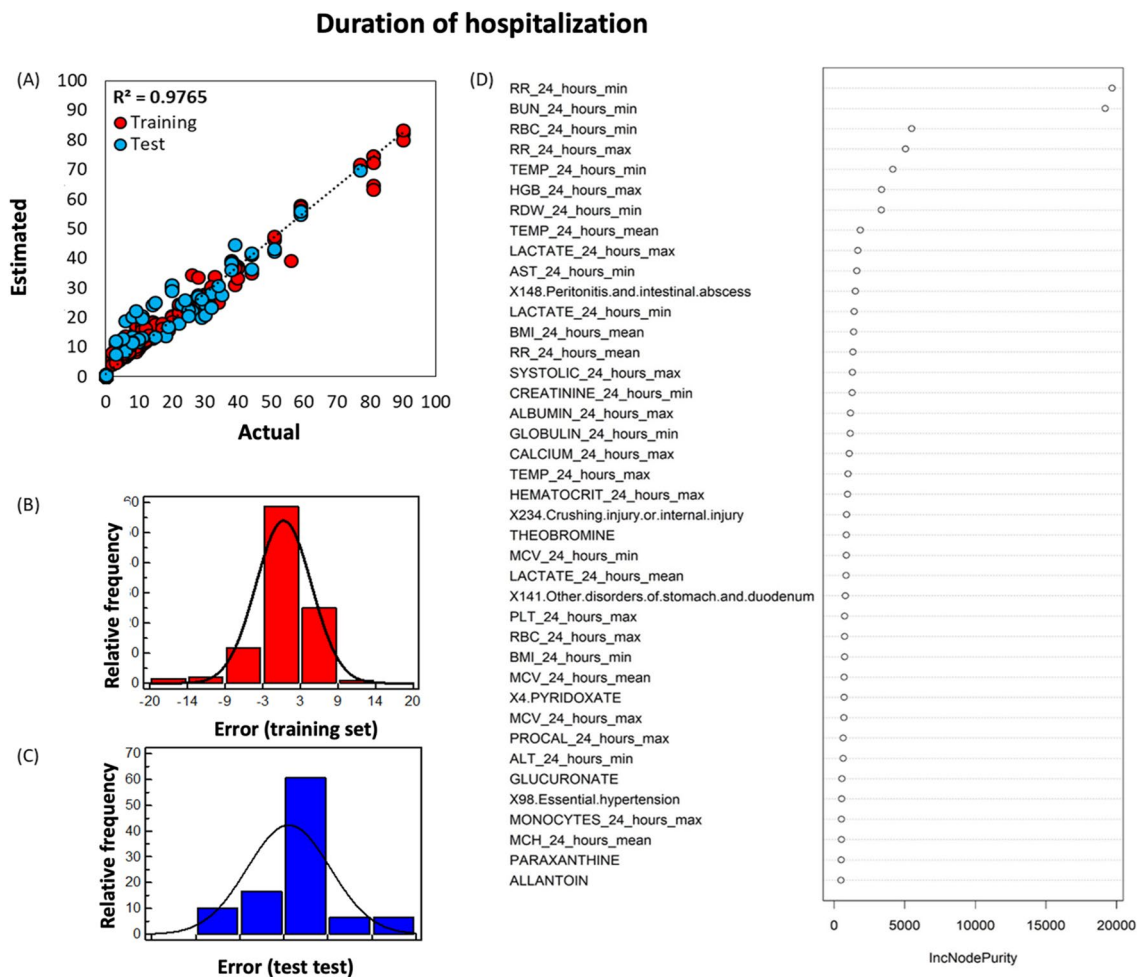 Duration of hospitalization
(A)
100
90
80
70
60
50
40
30
20
10
0
Estimated
R² = 0.9765
Training
Test
0 10 20 30 40 50 60 70 80 90 100
Actual
(B)
Relative frequency
0
0
-20 -14 -9 -3 3 9 14 20
Error (training set)
(C)
Relative frequency
70
60
50
40
30
20
10
0
Error (test test)
(D)
RR_24_hours_min
BUN_24_hours_min
RBC_24_hours_min
RR_24_hours_max
TEMP_24_hours_min
HGB_24_hours_max
RDW_24_hours_min
TEMP_24_hours_mean
LACTATE_24_hours_max
AST_24_hours_min
X148.Peritonitis.and.intestinal.abscess
LACTATE_24_hours_min
BMI_24_hours_mean
RR_24_hours_mean
SYSTOLIC_24_hours_max
CREATININE_24_hours_min
ALBUMIN_24_hours_max
GLOBULIN_24_hours_min
CALCIUM_24_hours_max
TEMP_24_hours_max
HEMATOCRIT_24_hours_max
X234.Crushing.injury.or.internal.injury
THEOBROMINE
MCV_24_hours_min
LACTATE_24_hours_mean
X141.Other.disorders.of.stomach.and.duodenum
PLT_24_hours_max
RBC_24_hours_max
BMI_24_hours_min
MCV_24_hours_mean
X4.PYRIDOXATE
MCV_24_hours_max
PROCAL_24_hours_max
ALT_24_hours_min
GLUCURONATE
X98.Essential.hypertension
MONOCYTES_24_hours_max
MCH_24_hours_mean
PARAXANTHINE
ALLANTOIN
0 5000 10000 15000 20000
IncNodePurity